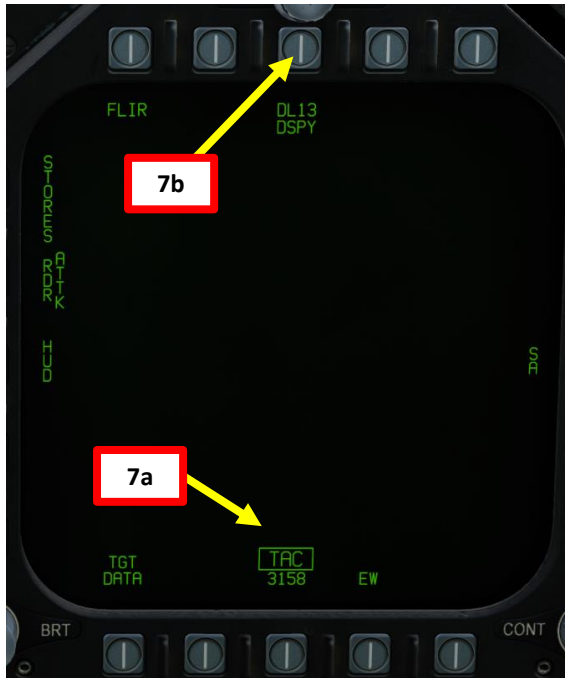 FLIR
DL13
DSPY
7b
STORES
RDR
ATTK
HUD
SA
7a
TGT
DATA
TAC
3158
EW
BRT
CONT